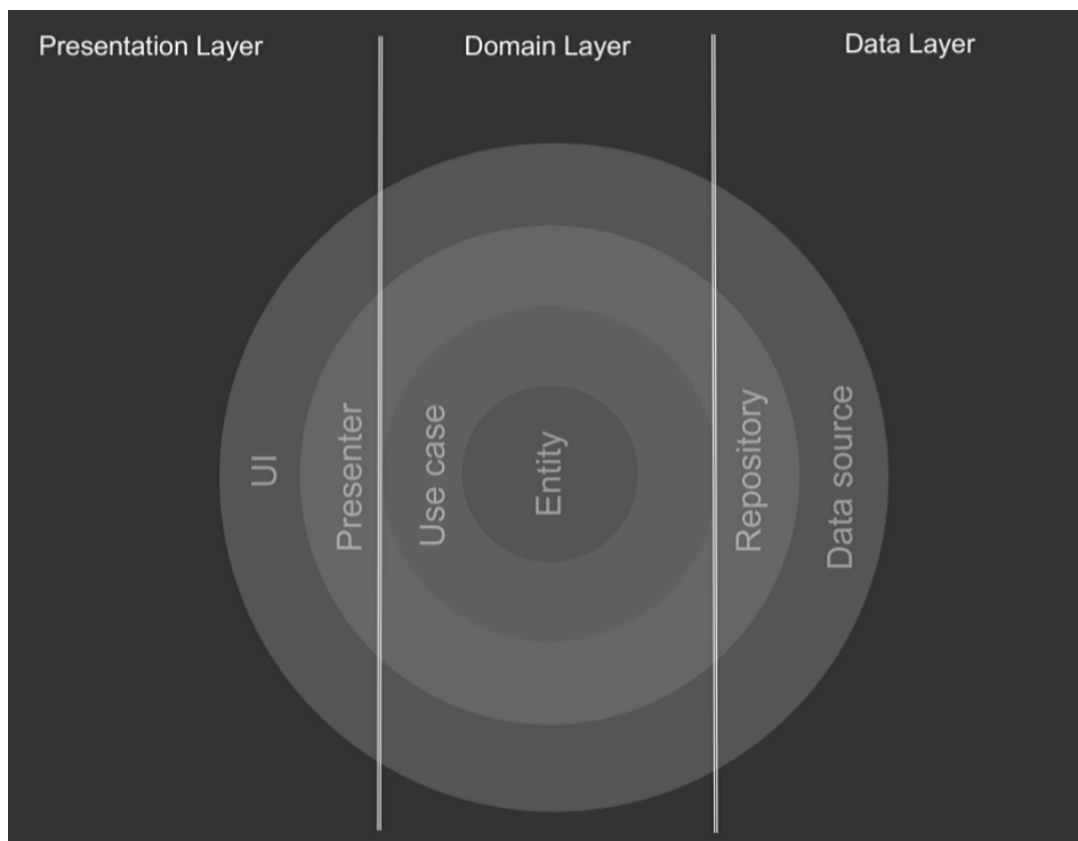 Presentation Layer
Domain Layer
Data Layer
UI
Presenter
Use case
Entity
Repository
Data source